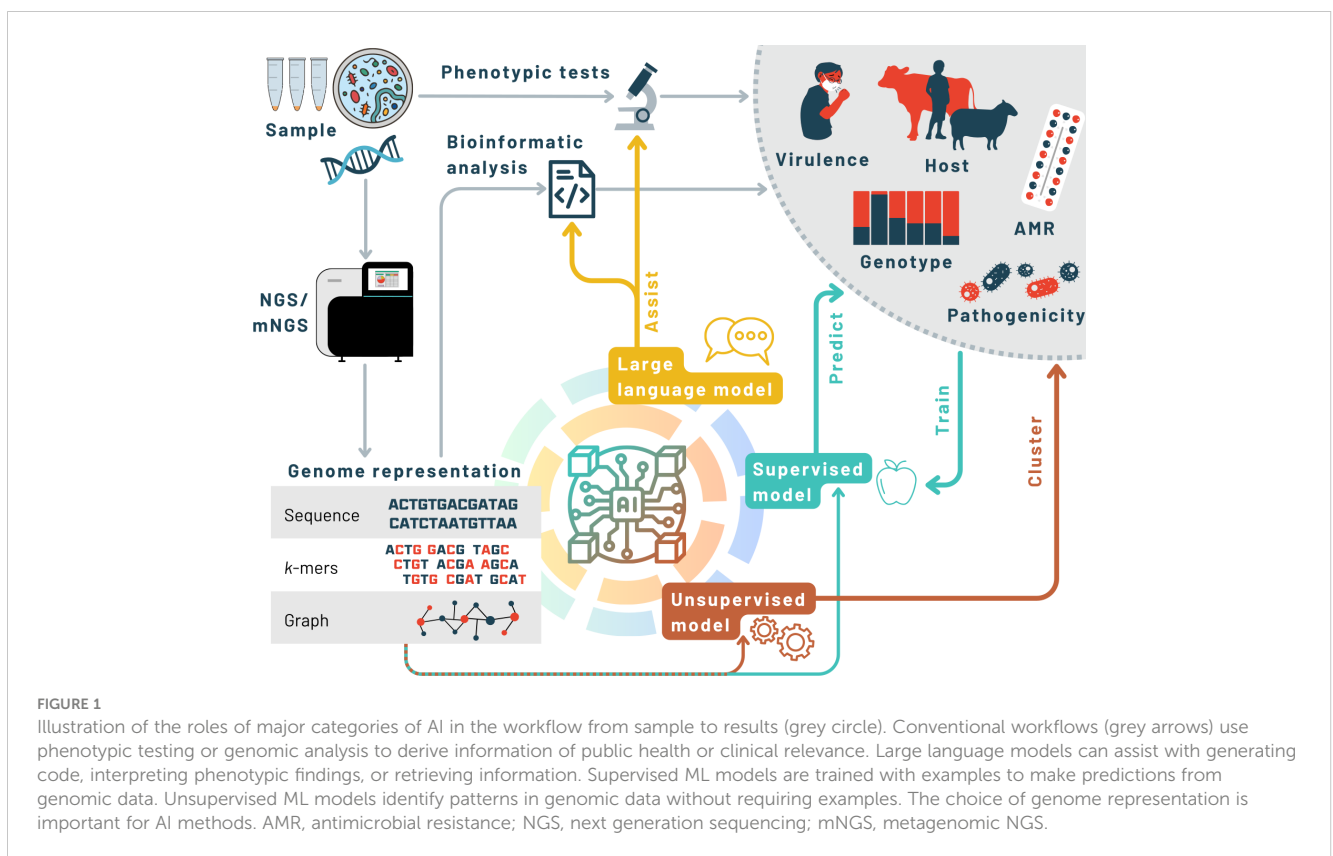 Phenotypic tests
Sample
Bioinformatic
analysis
</>
Virulence
Host
AMR
Genotype
Pathogenicity
NGS/
mNGS
Assist
Large
language model
Predict
Train
Cluster
Genome representation
Sequence
ACTGTGACGATAG
CATCTAATGTTAA
k-mers
ACTG GACG TAGC
CTGT ACGA AGCA
TGTG CGAT GCAT
Graph
AI
Supervised
model
Unsupervised
model
FIGURE 1
Illustration of the roles of major categories of AI in the workflow from sample to results (grey circle). Conventional workflows (grey arrows) use
phenotypic testing or genomic analysis to derive information of public health or clinical relevance. Large language models can assist with generating
code, interpreting phenotypic findings, or retrieving information. Supervised ML models are trained with examples to make predictions from
genomic data. Unsupervised ML models identify patterns in genomic data without requiring examples. The choice of genome representation is
important for AI methods. AMR, antimicrobial resistance; NGS, next generation sequencing; mNGS, metagenomic NGS.